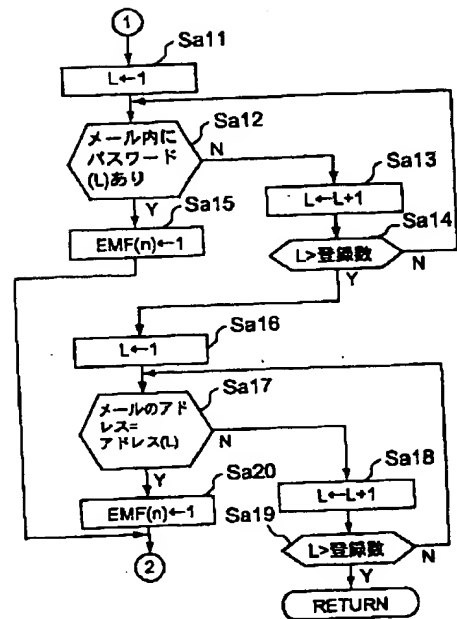 1
Sa11
L←1
Sa12
メール内に
パスワード
(L)あり
N
Y
Sa13
L←L+1
Sa15
EMF(n)←1
Sa14
L>登録数
N
Y
Sa16
L←1
Sa17
メールのアド
レス=
アドレス(L)
N
Y
Sa18
L←L+1
Sa20
EMF(n)←1
Sa19
L>登録数
N
Y
2
RETURN